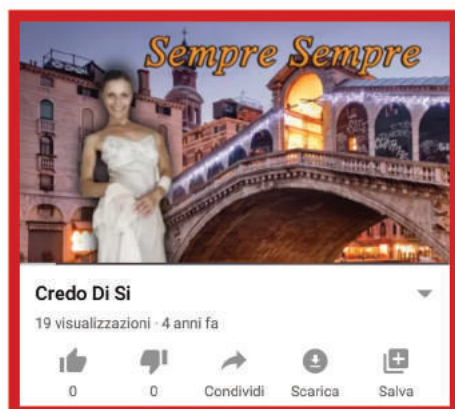 Sempre Sempre
Credo Di Si
19 visualizzazioni · 4 anni fa
0 0 Condividi Scarica Salva